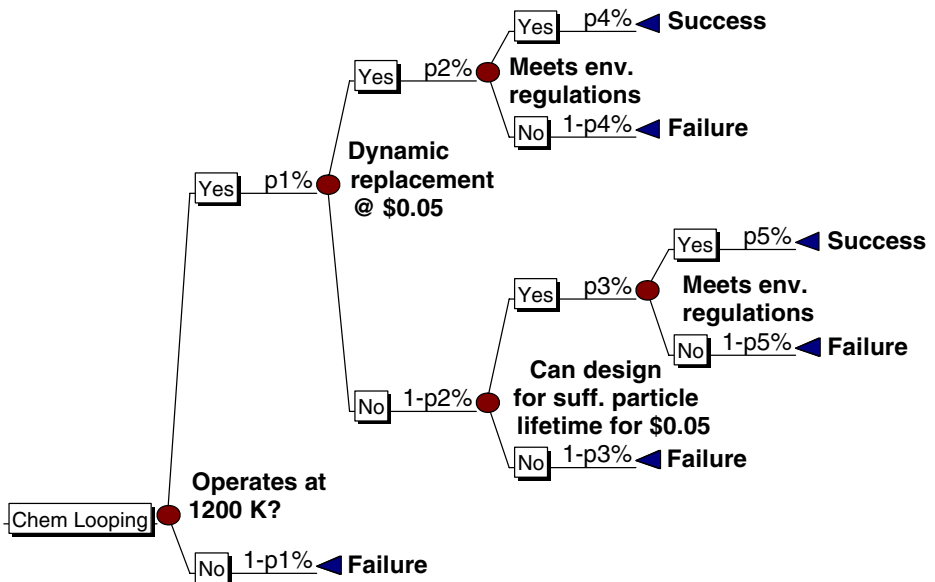 Yes p4% Success
Yes p2% Meets env.
regulations
No 1-p4% Failure
Dynamic
replacement
@ $0.05
Yes p1%
Yes p5% Success
Yes p3% Meets env.
regulations
No 1-p5% Failure
Can design
for suff. particle
lifetime for $0.05
No 1-p2%
No 1-p3% Failure
Operates at
1200 K?
Chem Looping
No 1-p1% Failure